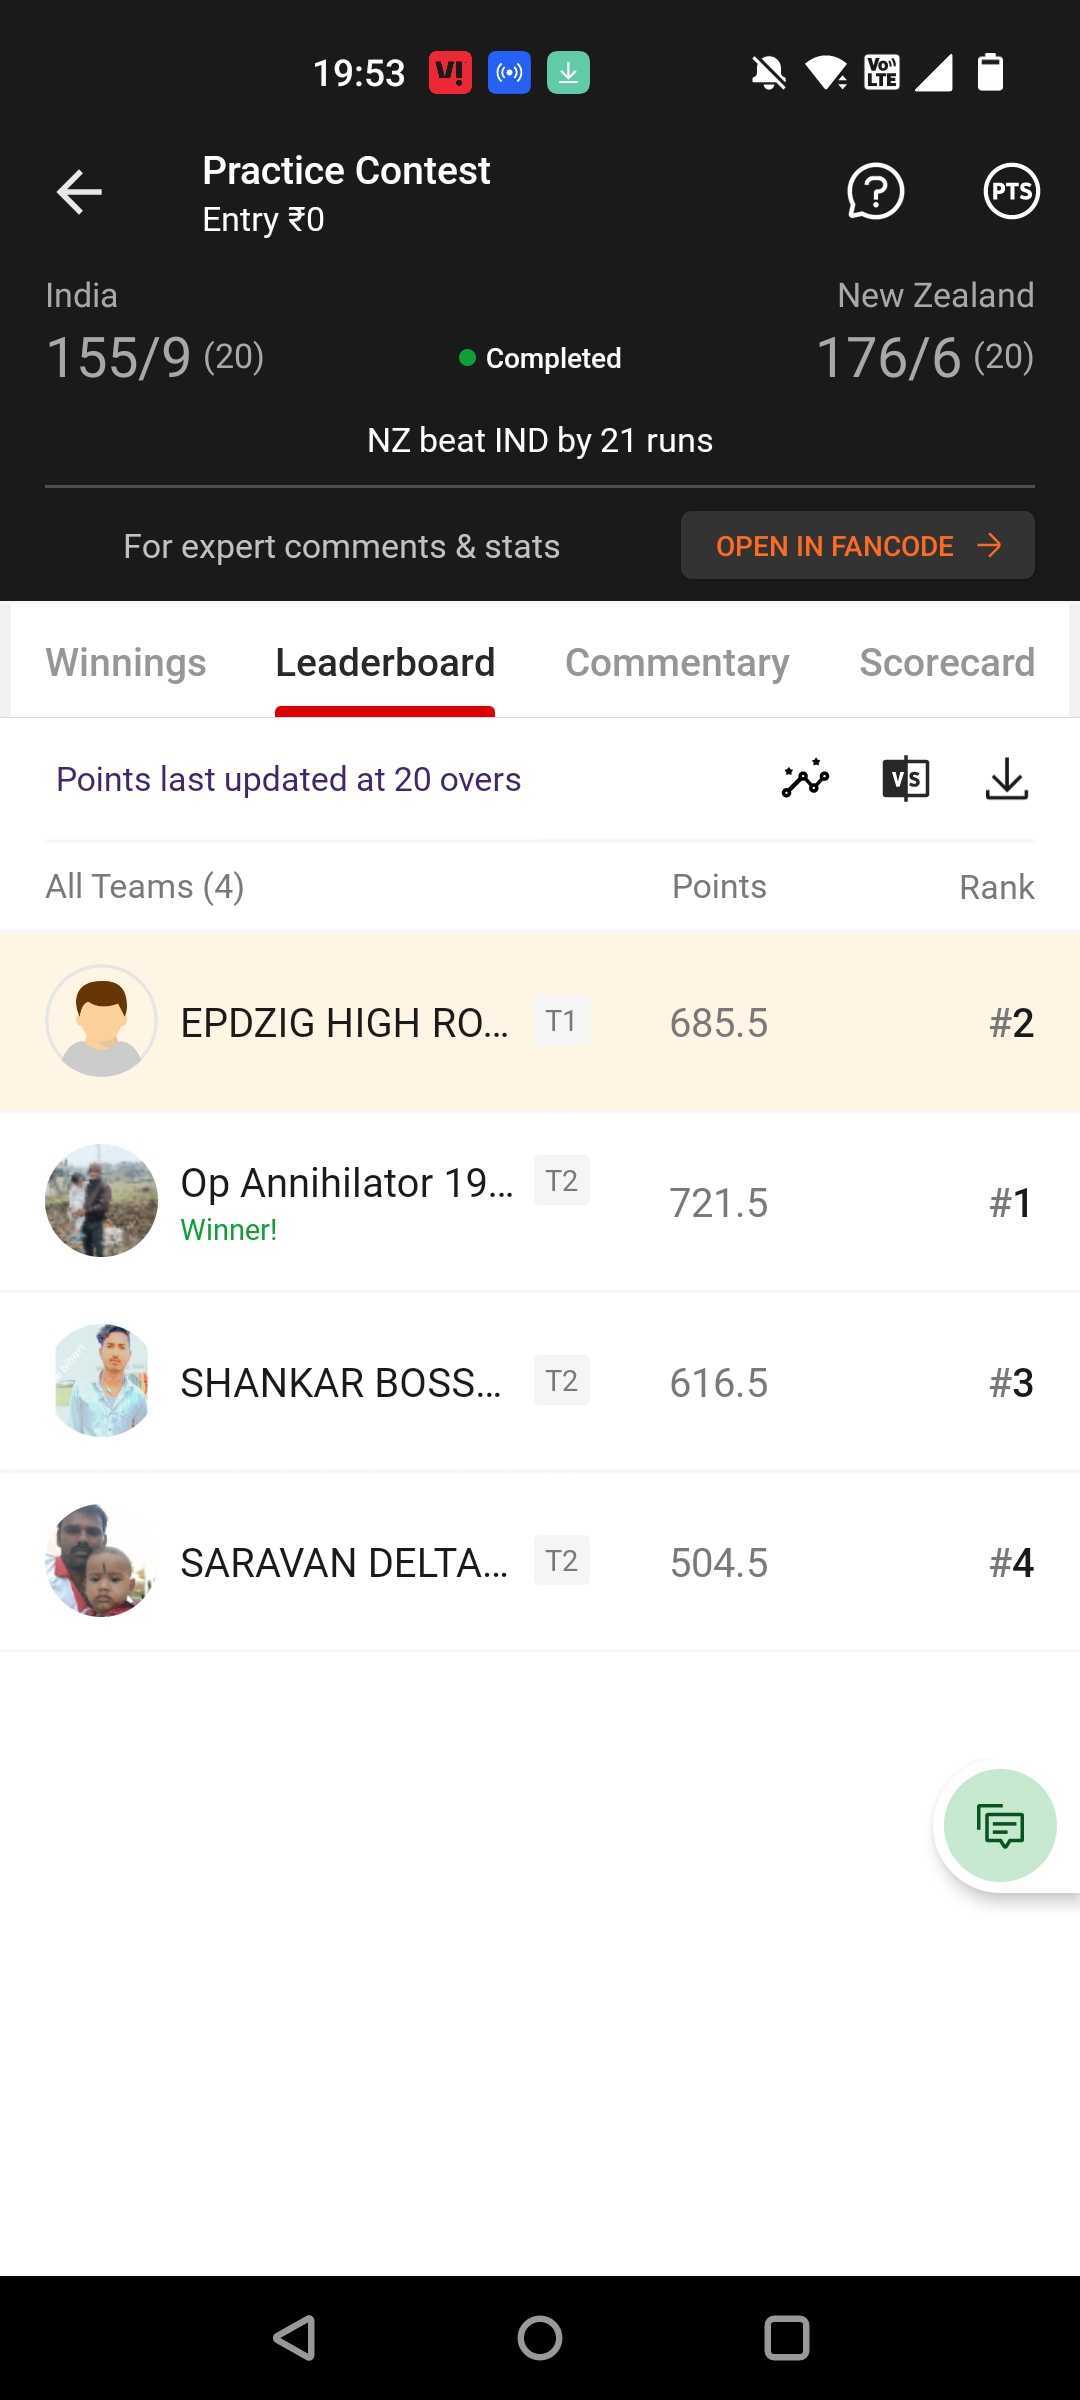 19:53
Practice Contest
Entry ₹0
PTS
India
New Zealand
155/9 (20)
Completed
176/6 (20)
NZ beat IND by 21 runs
For expert comments & stats
OPEN IN FANCODE
Winnings
Leaderboard
Commentary
Scorecard
Points last updated at 20 overs
VS
All Teams (4)
Points
Rank
EPDZIG HIGH RO...
T1
685.5
#2
Op Annihilator 19...
T2
Winner!
721.5
#1
SHANKAR BOSS...
T2
616.5
#3
SARAVAN DELTA...
T2
504.5
#4